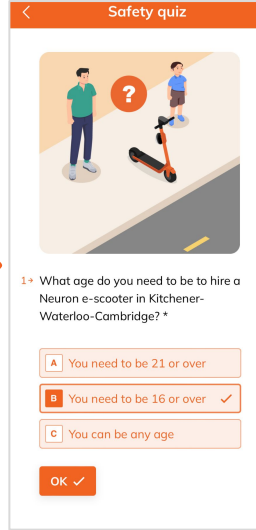 Safety quiz
?
1→ What age do you need to be to hire a
Neuron e-scooter in Kitchener-
Waterloo-Cambridge? *
A You need to be 21 or over
B You need to be 16 or over ✓
C You can be any age
OK ✓